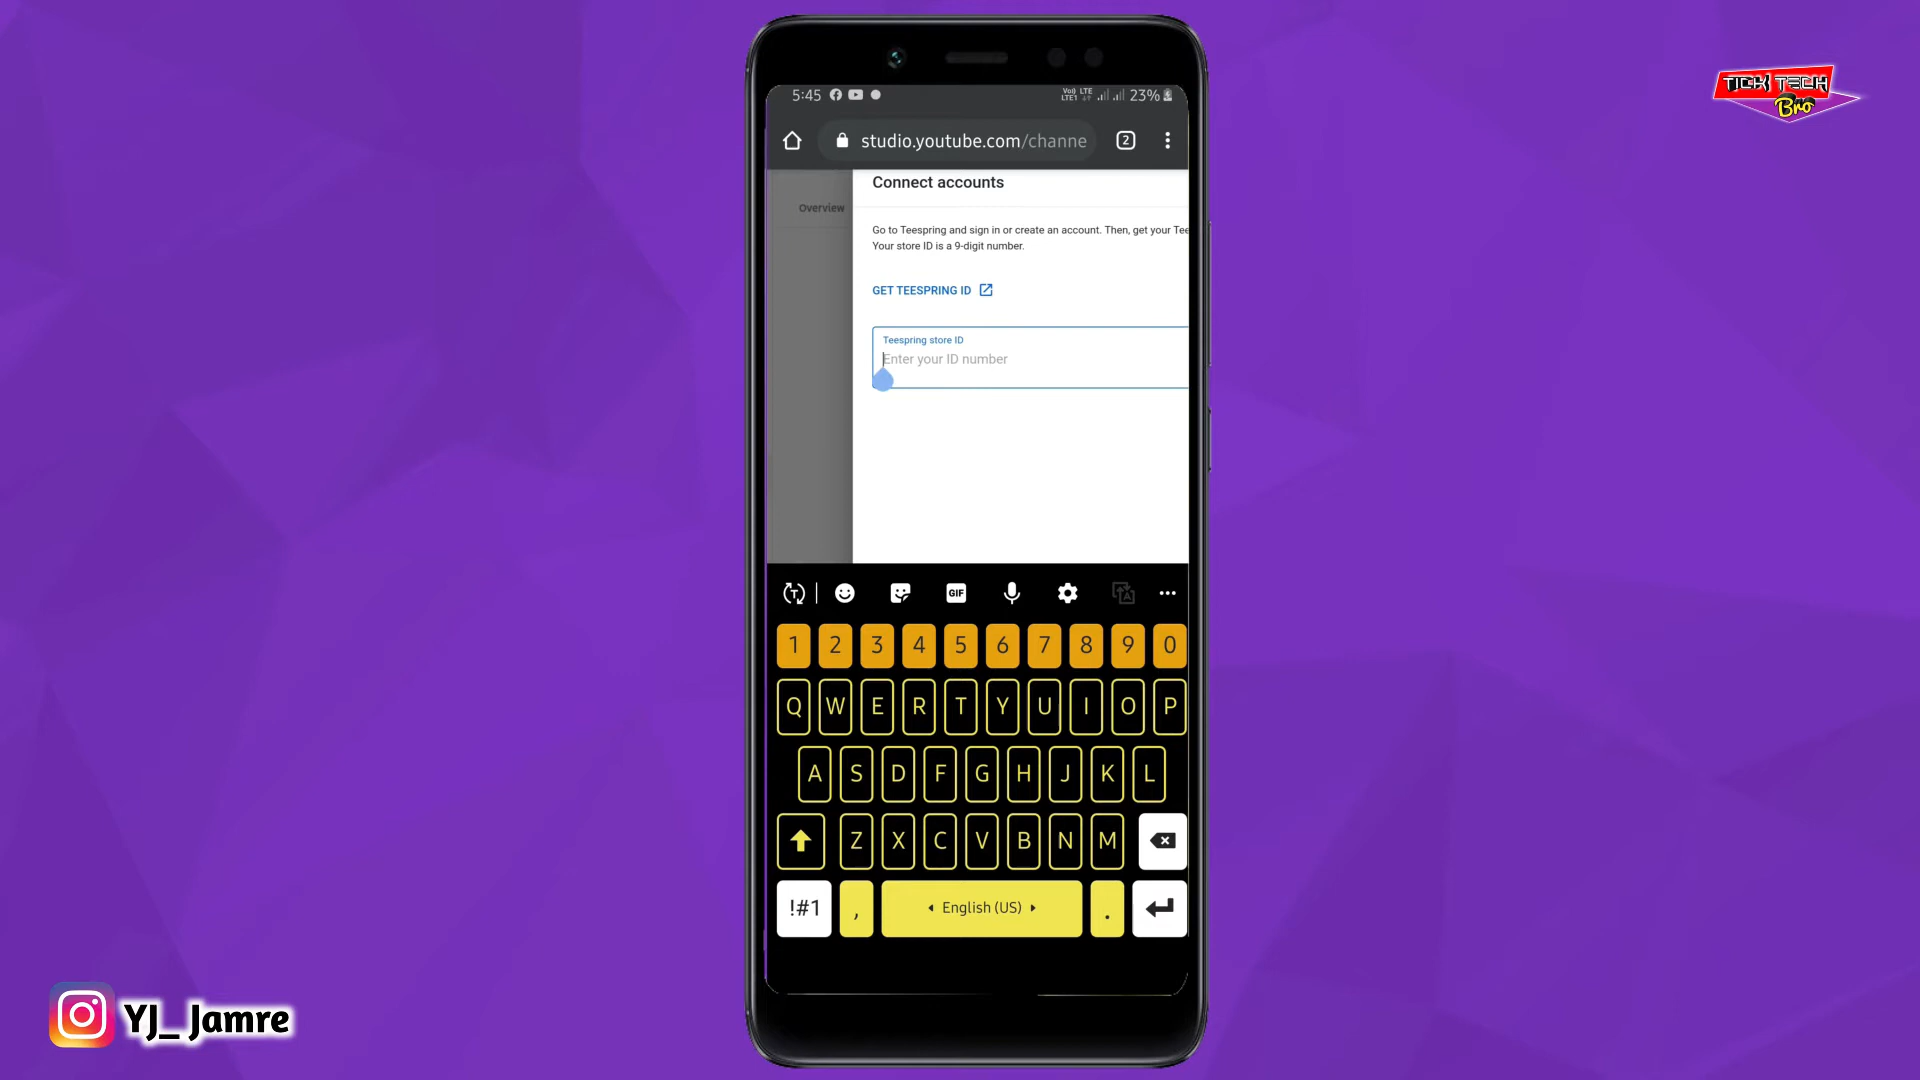 TICK TECH
Bro
5:45
Vo)) LTE
LTE1
23%
studio.youtube.com/channe
2
Connect accounts
Overview
Go to Teespring and sign in or create an account. Then, get your Tee
Your store ID is a 9-digit number.
GET TEESPRING ID
Teespring store ID
Enter your ID number
T
GIF
A
1 2 3 4 5 6 7 8 9 0
Q W E R T Y U I O P
A S D F G H J K L
Z X C V B N M
!#1 , English (US) .
YJ_ Jamre